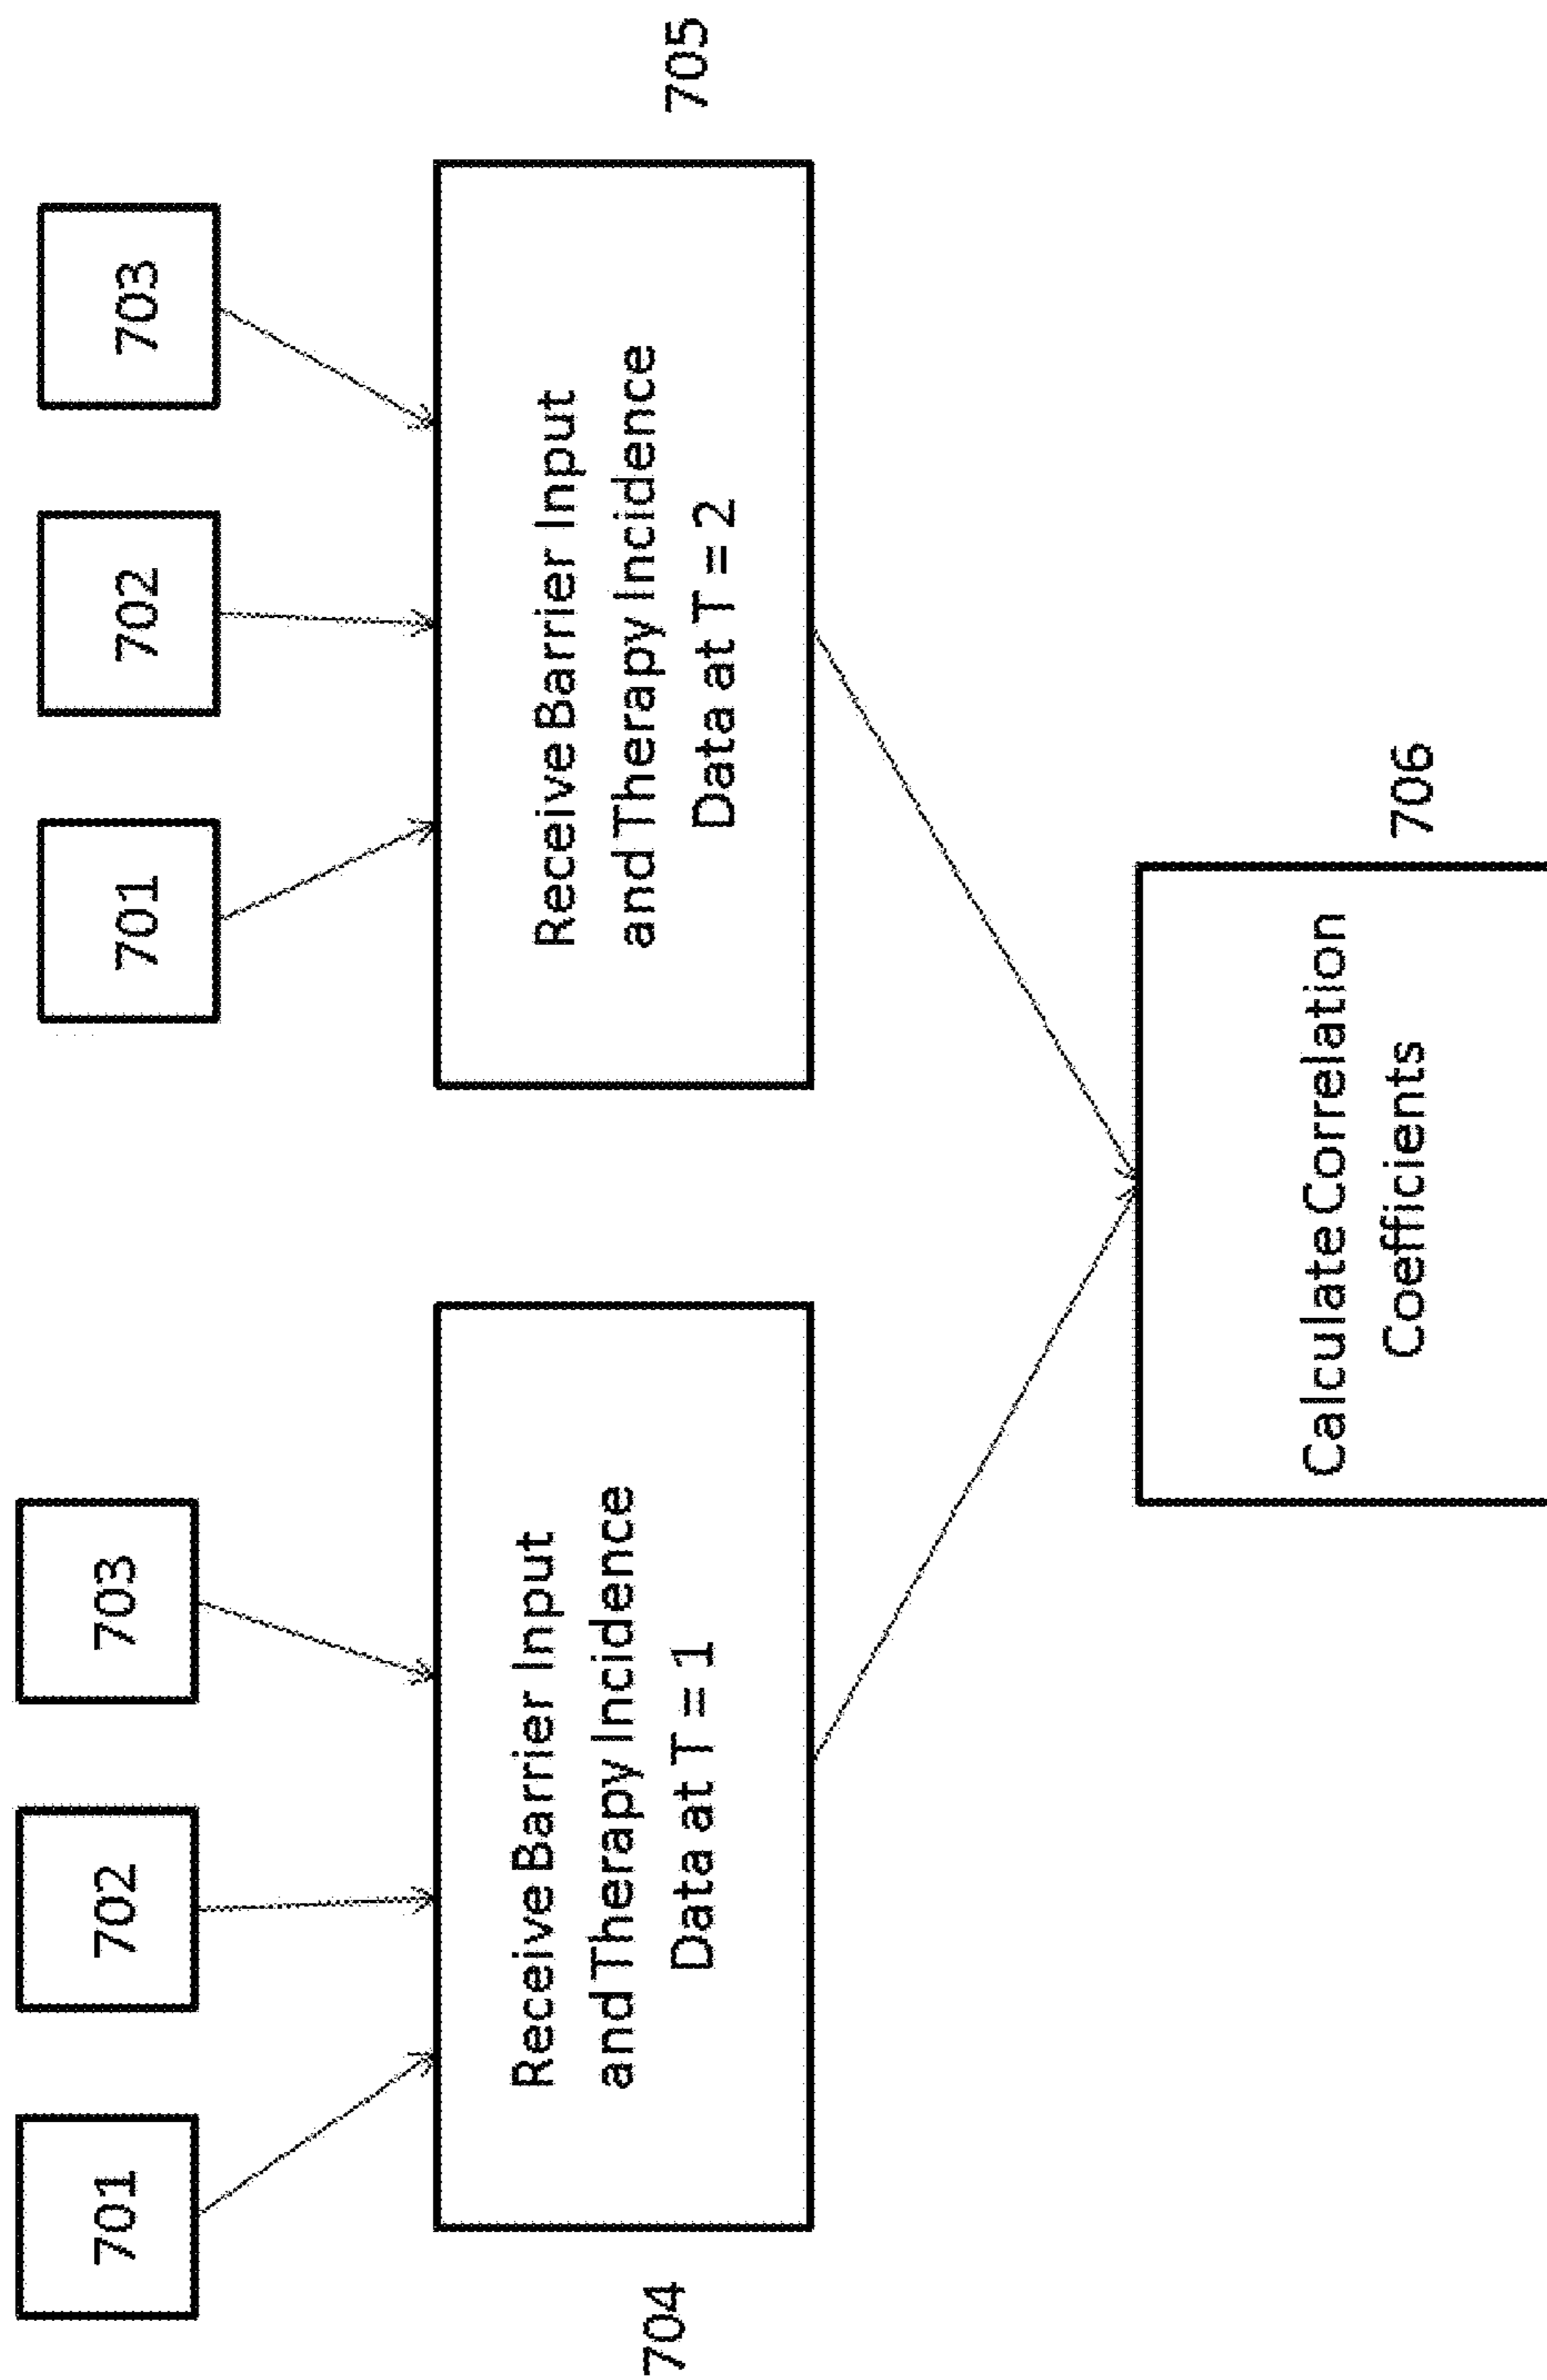 701
702
703
701
702
703
704
Receive Barrier Input
and Therapy Incidence
Data at T = 1
Receive Barrier Input
and Therapy Incidence
Data at T = 2
705
Calculate Correlation
Coefficients
706